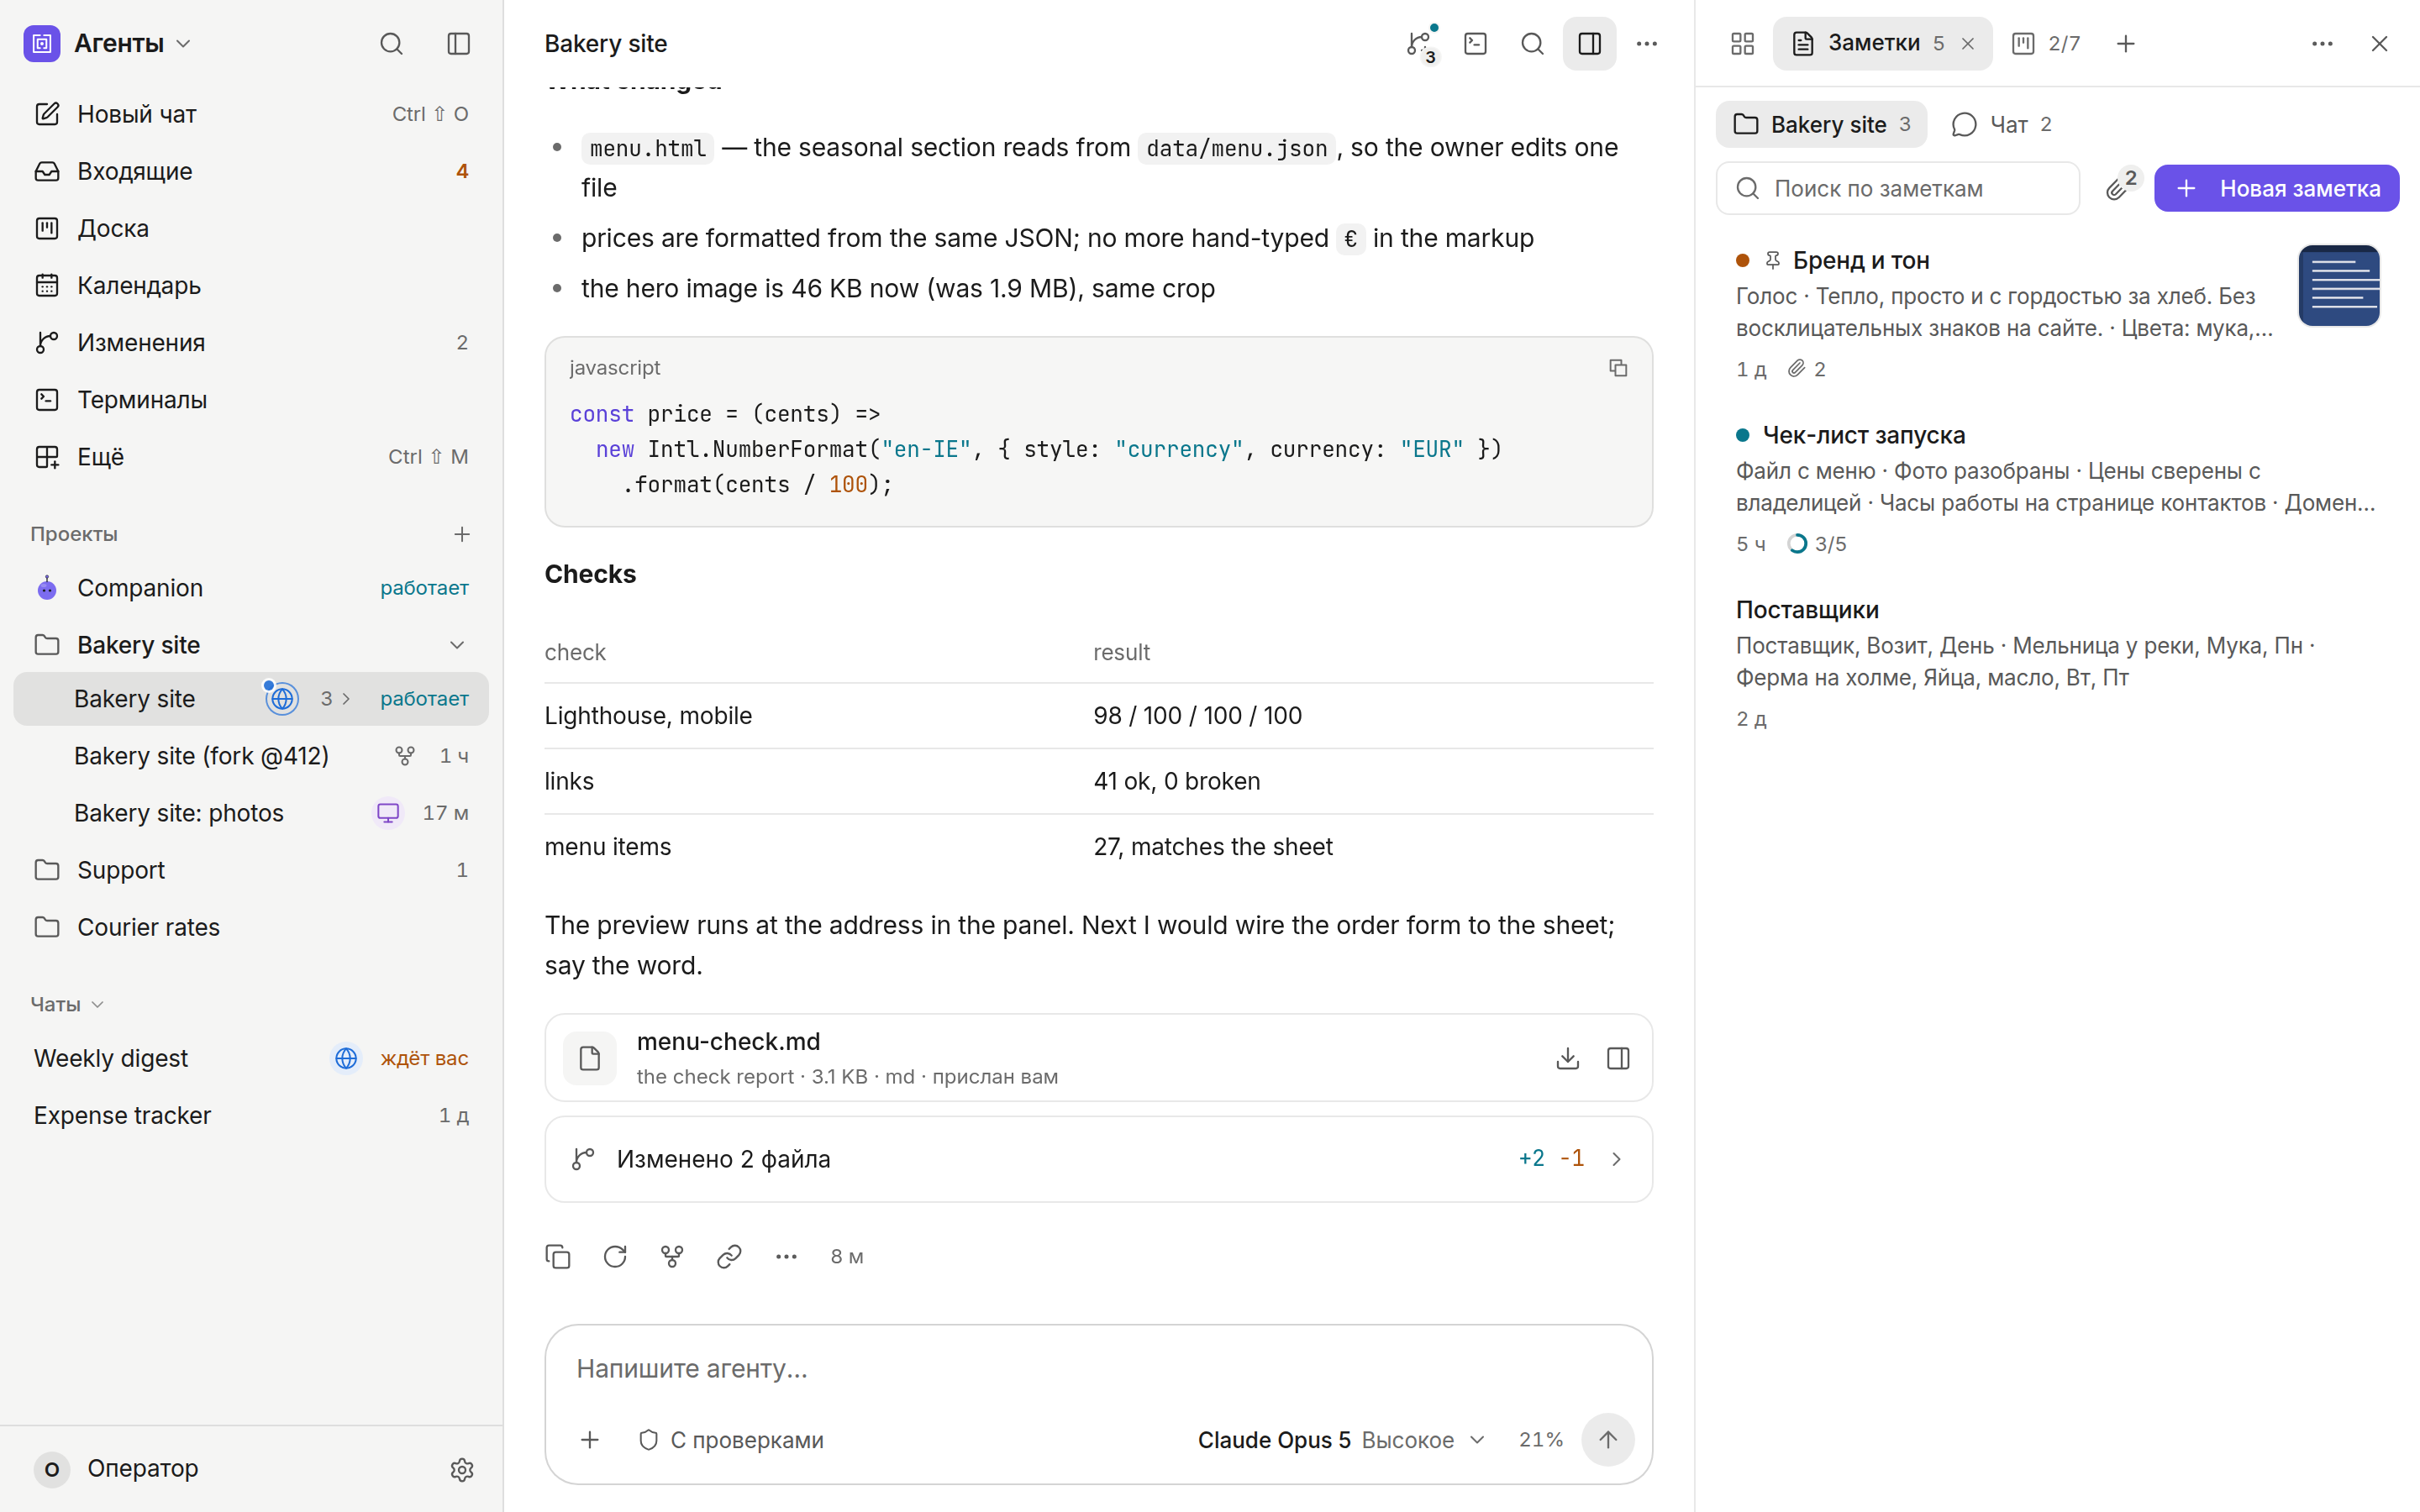 Агенты
Новый чат Ctrl ⇧ O
Входящие 4
Доска
Календарь
Изменения 2
Терминалы
Ещё Ctrl ⇧ M
Проекты
Companion работает
Bakery site
Bakery site 3 работает
Bakery site (fork @412) 1 ч
Bakery site: photos 17 м
Support 1
Courier rates
Чаты
Weekly digest ждёт вас
Expense tracker 1 д
О Оператор
Bakery site 3
What changed
menu.html — the seasonal section reads from data/menu.json, so the owner edits one
file
prices are formatted from the same JSON; no more hand-typed € in the markup
the hero image is 46 KB now (was 1.9 MB), same crop
javascript
const price = (cents) =>
new Intl.NumberFormat("en-IE", { style: "currency", currency: "EUR" })
.format(cents / 100);
Checks
check result
Lighthouse, mobile 98 / 100 / 100 / 100
links 41 ok, 0 broken
menu items 27, matches the sheet
The preview runs at the address in the panel. Next I would wire the order form to the sheet;
say the word.
menu-check.md
the check report · 3.1 KB · md · прислан вам
Изменено 2 файла +2 -1
8 м
Напишите агенту...
С проверками Claude Opus 5 Высокое 21%
Заметки 5 2/7
Bakery site 3 Чат 2
Поиск по заметкам 2 Новая заметка
Бренд и тон
Голос · Тепло, просто и с гордостью за хлеб. Без
восклицательных знаков на сайте. · Цвета: мука,...
1 д 2
Чек-лист запуска
Файл с меню · Фото разобраны · Цены сверены с
владелицей · Часы работы на странице контактов · Домен...
5 ч 3/5
Поставщики
Поставщик, Возит, День · Мельница у реки, Мука, Пн ·
Ферма на холме, Яйца, масло, Вт, Пт
2 д